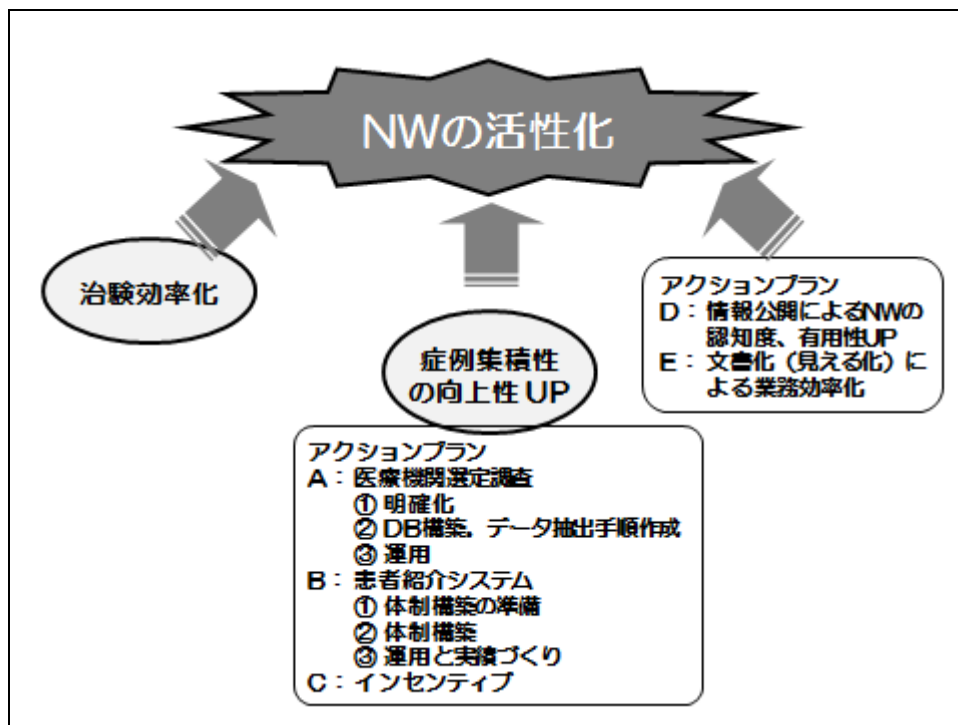 NWの活性化
治験効率化
症例集積性
の向上性 UP
アクションプラン
D：情報公開によるNWの
認知度、有用性UP
E：文書化（見える化）に
よる業務効率化
アクションプラン
A：医療機関選定調査
① 明確化
② DB構築，データ抽出手順作成
③ 運用
B：患者紹介システム
① 体制構築の準備
② 体制構築
③ 運用と実績づくり
C：インセンティブ